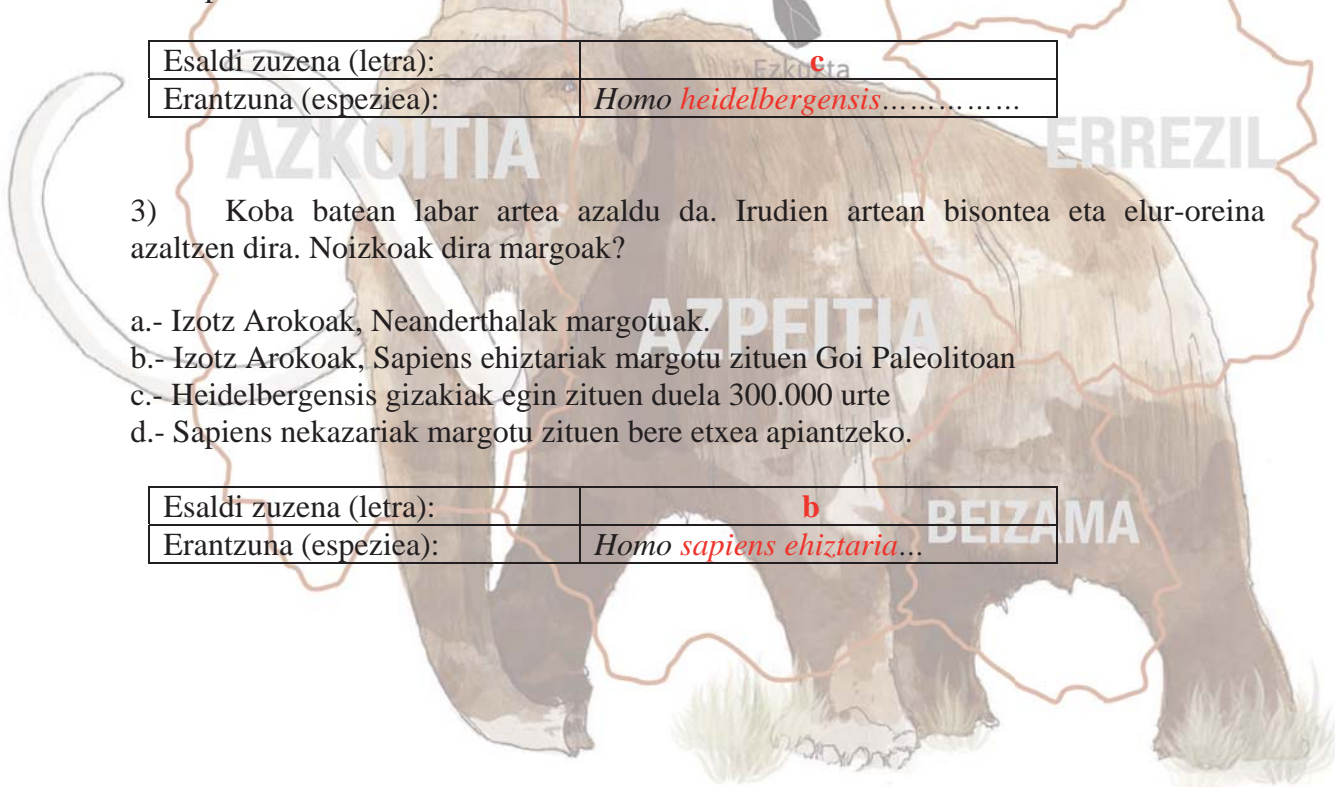 Ezkuzta
Esaldi zuzena (letra): c
Erantzuna (espeziea): Homo heidelbergensis……………
AZKOITIA
ERREZIL
3) Koba batean labar artea azaldu da. Irudien artean bisontea eta elur-oreina
azaltzen dira. Noizkoak dira margoak?
AZPEITIA
a.- Izotz Arokoak, Neanderthalak margotuak.
b.- Izotz Arokoak, Sapiens ehiztariak margotu zituen Goi Paleolitoan
c.- Heidelbergensis gizakiak egin zituen duela 300.000 urte
d.- Sapiens nekazariak margotu zituen bere etxea apiantzeko.
Esaldi zuzena (letra): b
Erantzuna (espeziea): Homo sapiens ehiztaria…
BEIZAMA